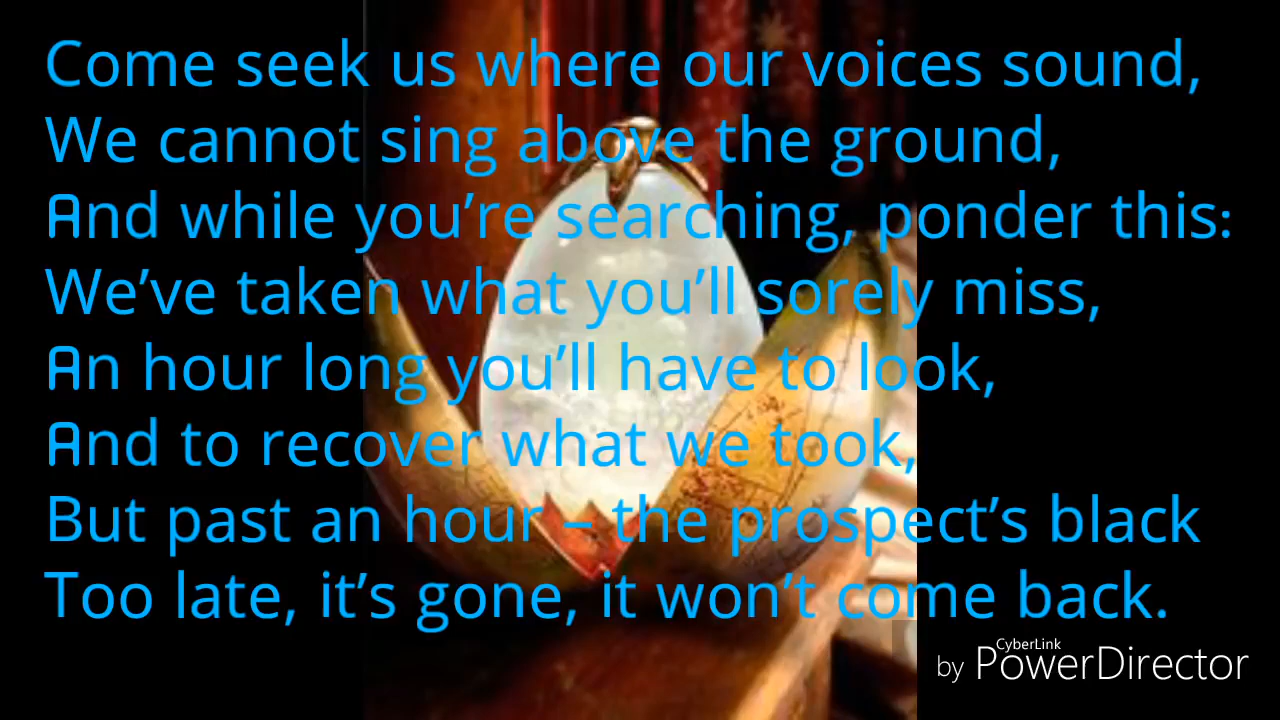 Come seek us where our voices sound,
We cannot sing above the ground,
And while you’re searching, ponder this:
We’ve taken what you’ll sorely miss,
An hour long you’ll have to look,
And to recover what we took,
But past an hour – the prospect’s black
Too late, it’s gone, it won’t come back.
by CyberLink PowerDirector